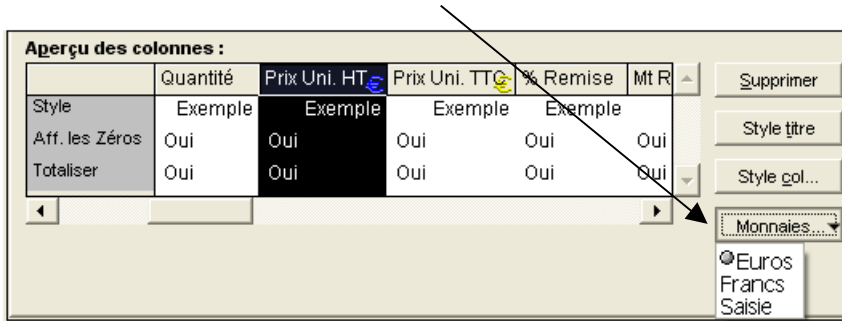 Aperçu des colonnes :
Quantité Prix Uni. HT Prix Uni. TTC % Remise Mt R
Style Exemple Exemple Exemple Exemple
Aff. les Zéros Oui Oui Oui Oui Oui
Totaliser Oui Oui Oui Oui Oui
Supprimer
Style titre
Style col...
Monnaies...
Euros
Francs
Saisie